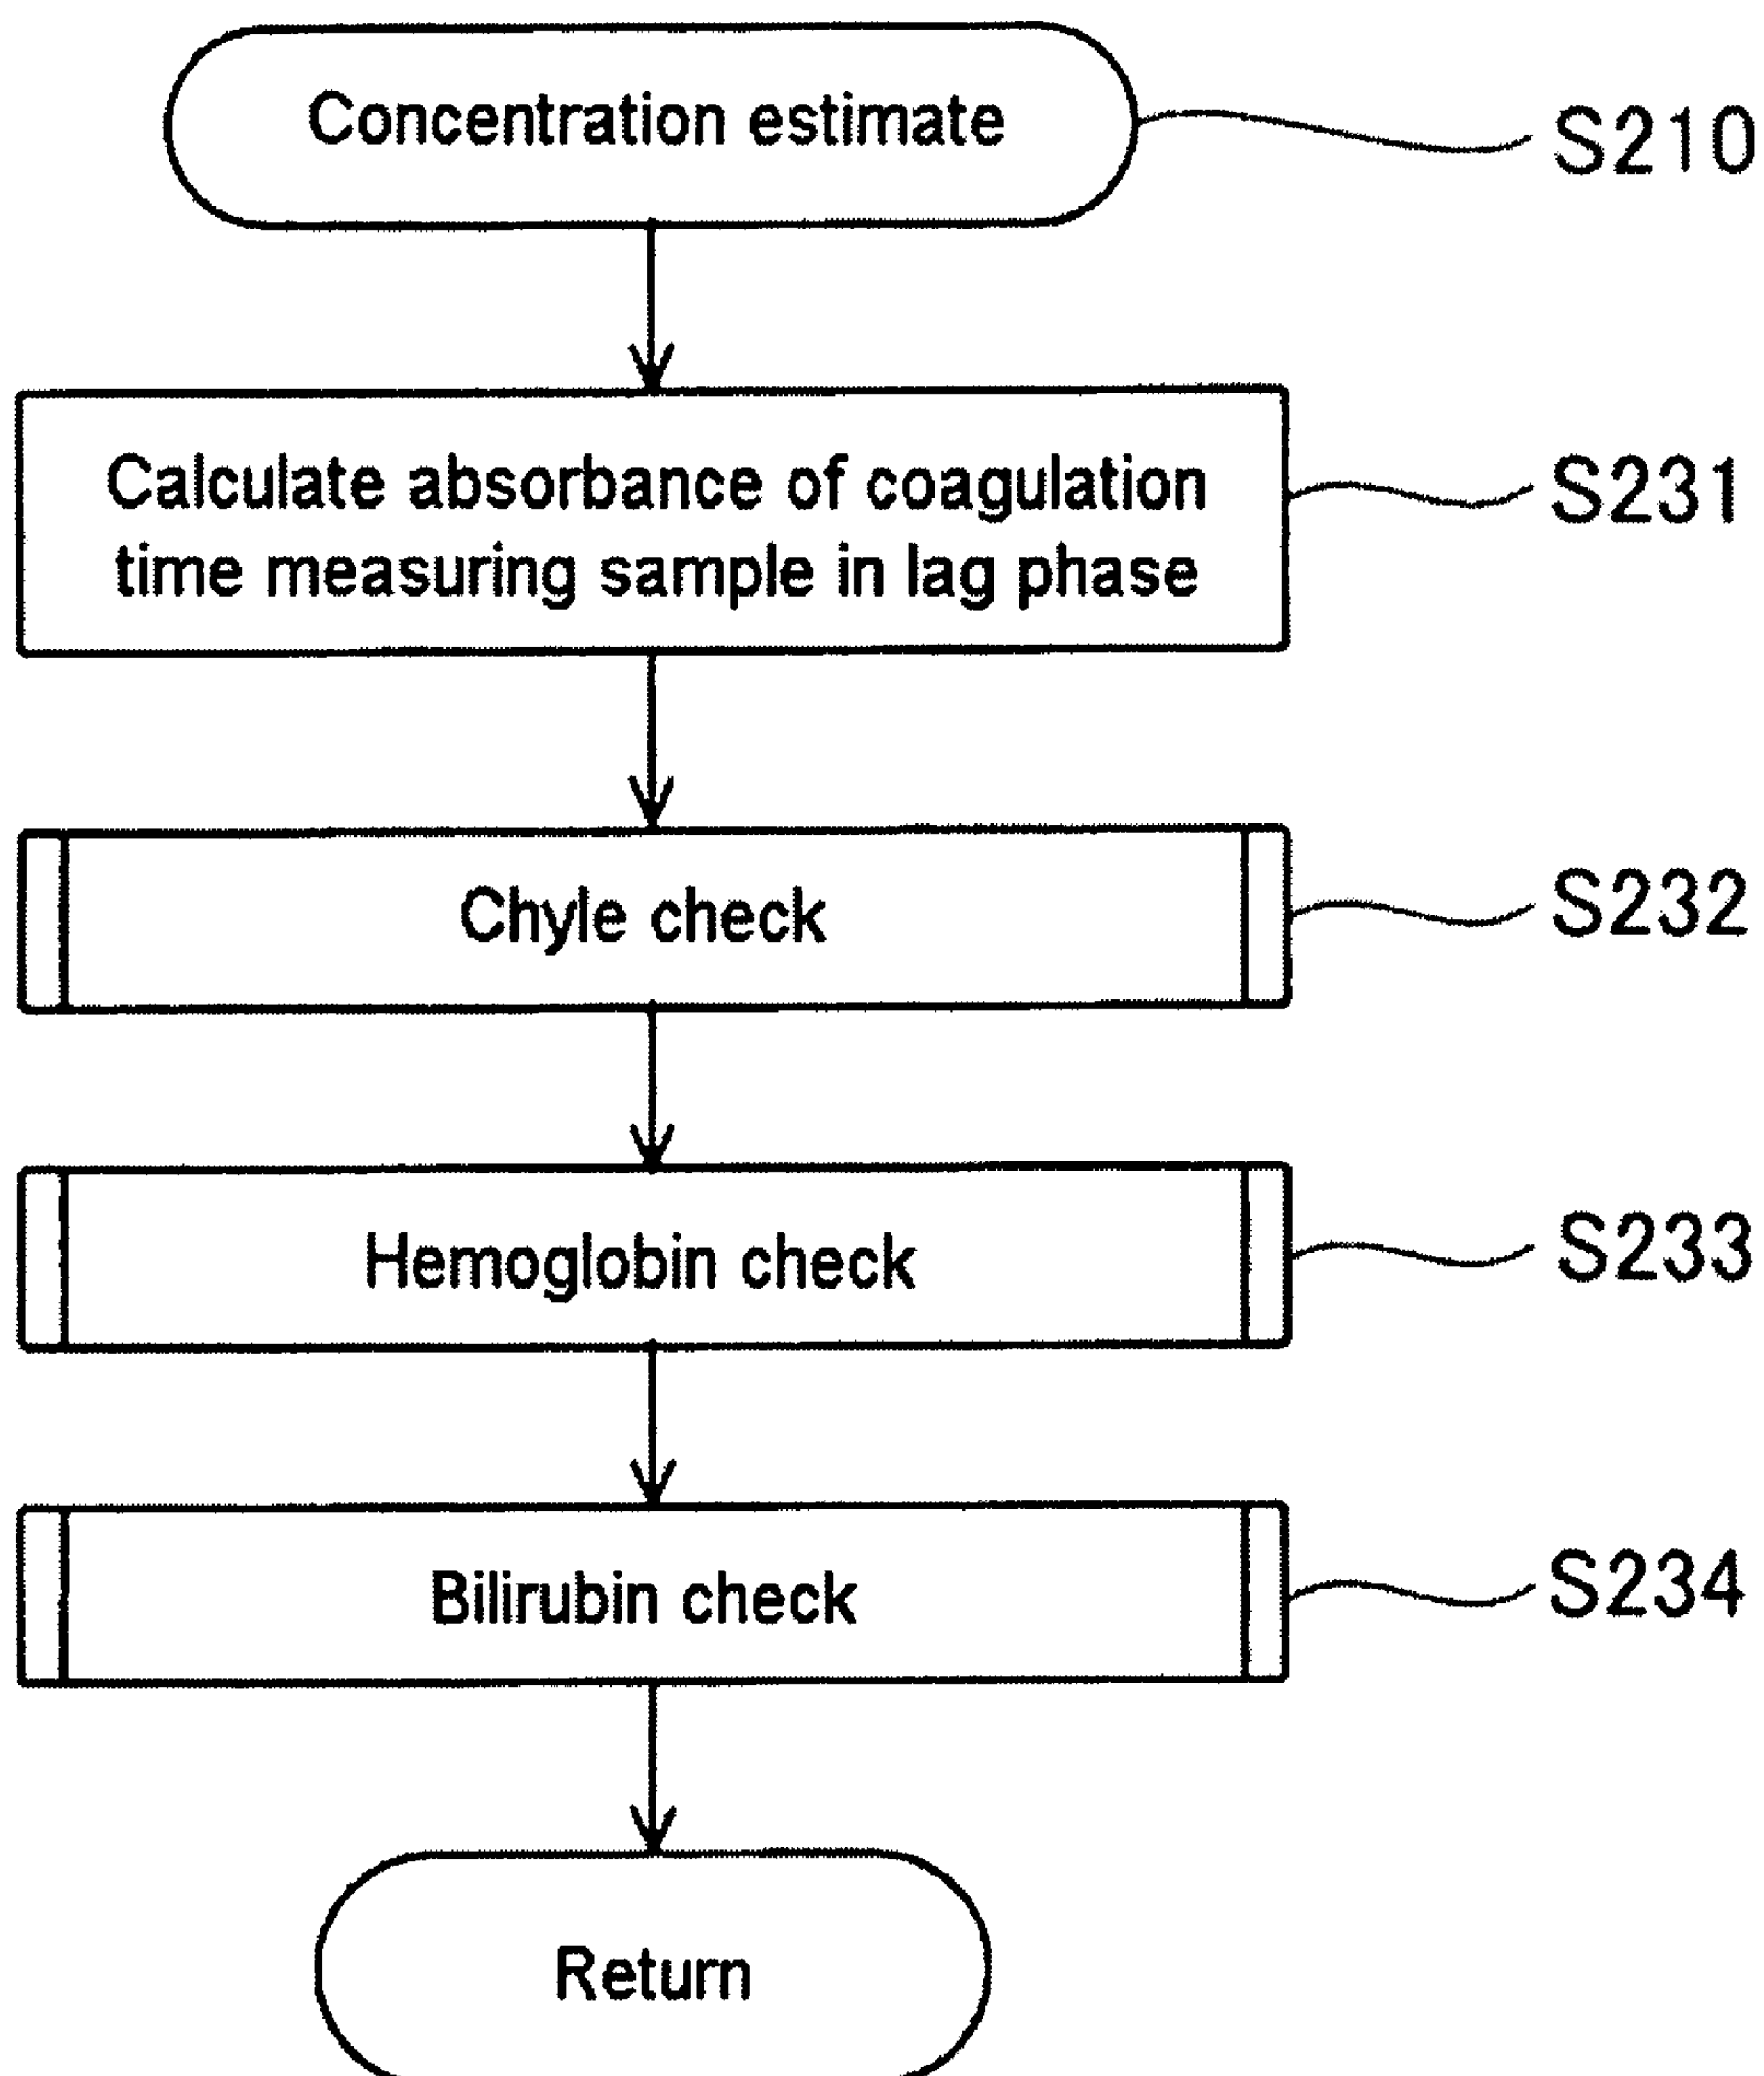 Concentration estimate
S210
Calculate absorbance of coagulation
time measuring sample in lag phase
S231
Chyle check
S232
Hemoglobin check
S233
Bilirubin check
S234
Return